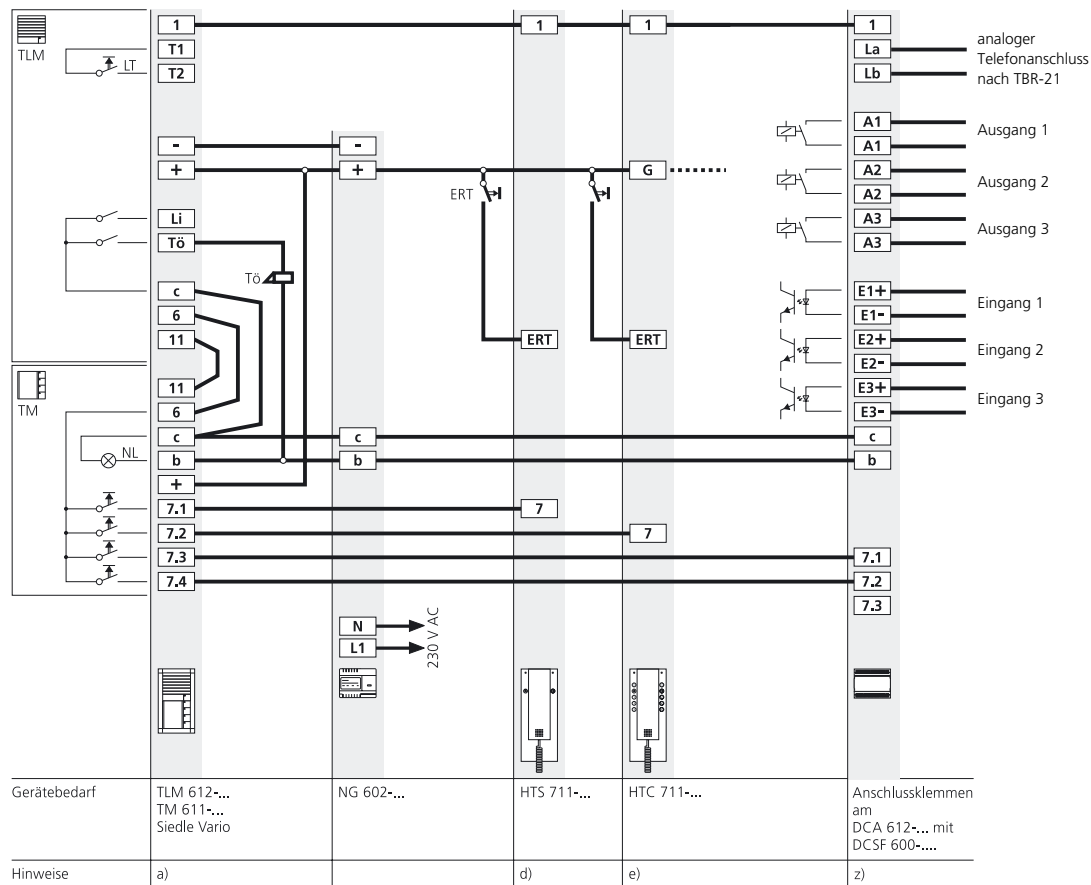 TLM
LT
1 1 1 1
T1 La
T2 Lb
analoger
Telefonanschluss
nach TBR-21
A1
A1
Ausgang 1
- -
+ + G A2
A2
Ausgang 2
ERT
Li A3
Tö A3
Ausgang 3
Tö
c E1+
6 E1-
Eingang 1
11 ERT ERT E2+
E2-
Eingang 2
TM
11 E3+
6 E3-
Eingang 3
c c c
NL
b b b
+
7.1 7
7.2 7
7.3 7.1
7.4 7.2
7.3
N
L1
230 V AC
Gerätebedarf
TLM 612-...
TM 611-...
Siedle Vario
NG 602-...
HTS 711-...
HTC 711-...
Anschlussklemmen
am
DCA 612-... mit
DCSF 600-....
Hinweise a) d) e) z)